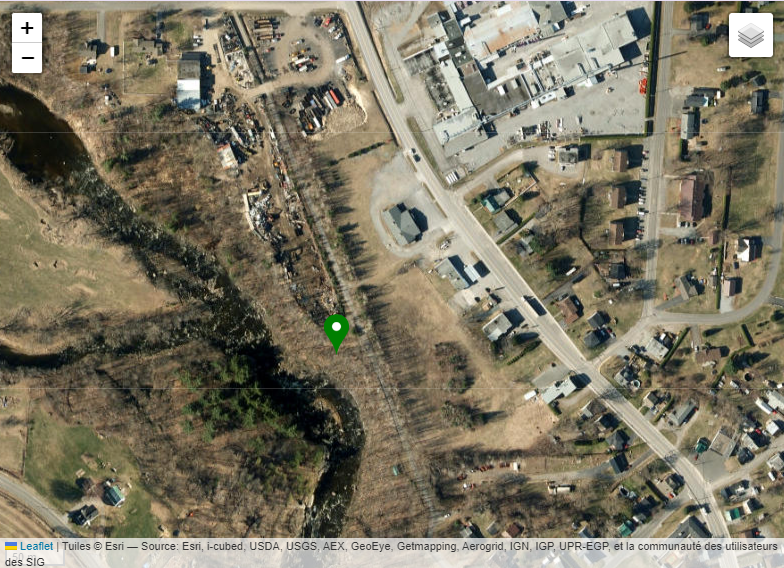 +
−
Leaflet | Tuiles © Esri — Source: Esri, i-cubed, USDA, USGS, AEX, GeoEye, Getmapping, Aerogrid, IGN, IGP, UPR-EGP, et la communauté des utilisateurs
des SIG